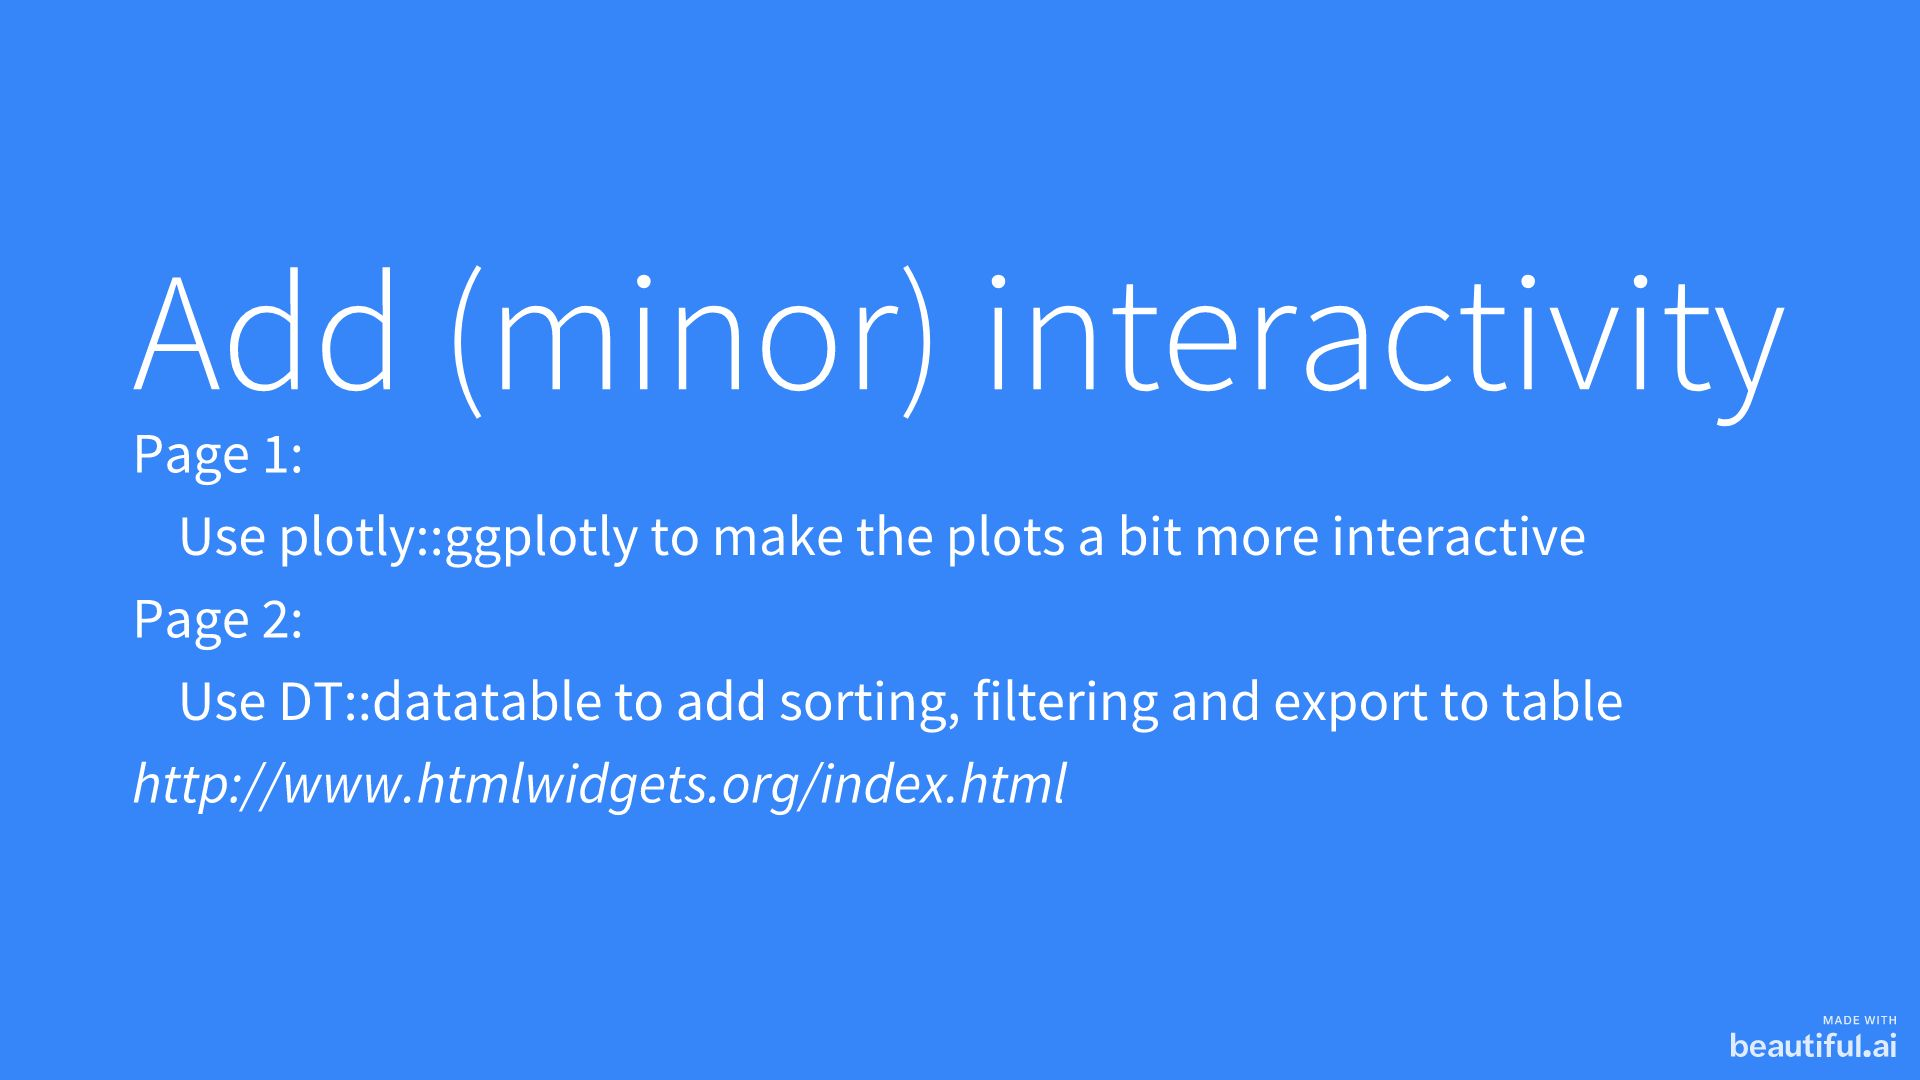 Add (minor) interactivity
Page 1:
Use plotly::ggplotly to make the plots a bit more interactive
Page 2:
Use DT::datatable to add sorting, filtering and export to table
http://www.htmlwidgets.org/index.html
MADE WITH
beautiful.ai